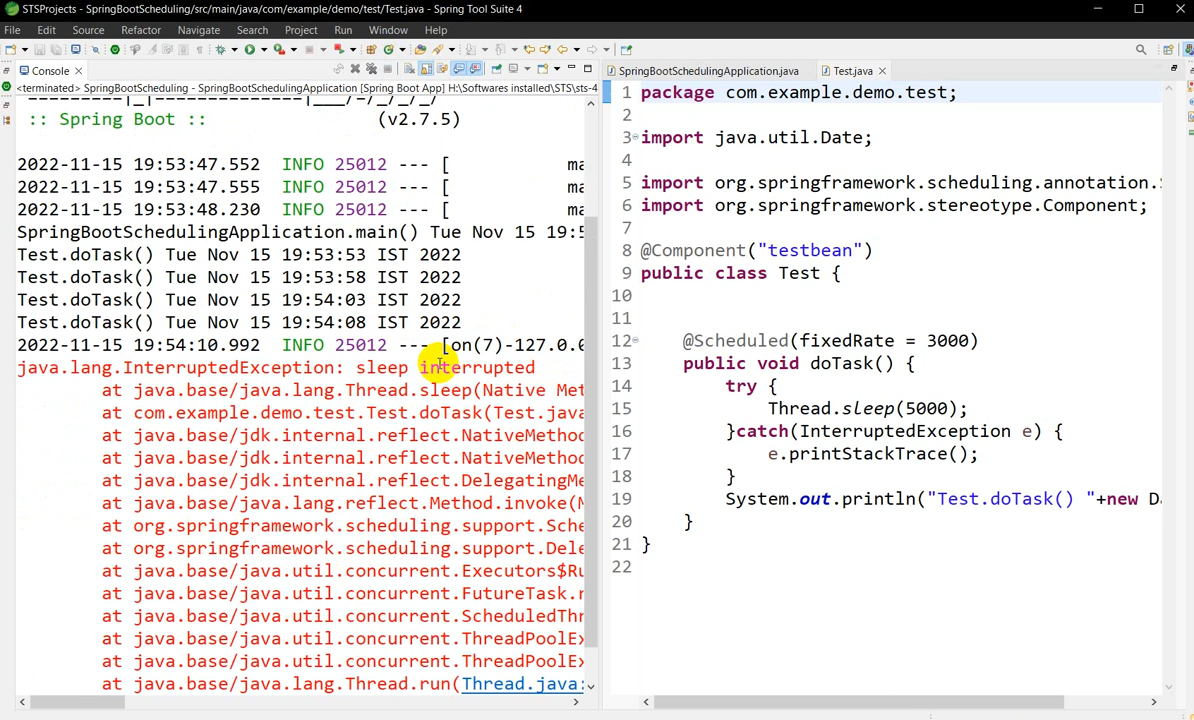 STSProjects - SpringBootScheduling/src/main/java/com/example/demo/test/Test.java - Spring Tool Suite 4
File Edit Source Refactor Navigate Search Project Run Window Help
Console
<terminated> SpringBootScheduling - SpringBootSchedulingApplication [Spring Boot App] H:\Softwares installed\STS\sts-4
---------|_|--------------|___/-/_/_/_/
:: Spring Boot :: (v2.7.5)
2022-11-15 19:53:47.552 INFO 25012 --- [ ma
2022-11-15 19:53:47.555 INFO 25012 --- [ ma
2022-11-15 19:53:48.230 INFO 25012 --- [ ma
SpringBootSchedulingApplication.main() Tue Nov 15 19:5
Test.doTask() Tue Nov 15 19:53:53 IST 2022
Test.doTask() Tue Nov 15 19:53:58 IST 2022
Test.doTask() Tue Nov 15 19:54:03 IST 2022
Test.doTask() Tue Nov 15 19:54:08 IST 2022
2022-11-15 19:54:10.992 INFO 25012 --- [on(7)-127.0.0
java.lang.InterruptedException: sleep interrupted
at java.base/java.lang.Thread.sleep(Native Met
at com.example.demo.test.Test.doTask(Test.java
at java.base/jdk.internal.reflect.NativeMethod
at java.base/jdk.internal.reflect.NativeMethod
at java.base/jdk.internal.reflect.DelegatingMe
at java.base/java.lang.reflect.Method.invoke(M
at org.springframework.scheduling.support.Sche
at org.springframework.scheduling.support.Dele
at java.base/java.util.concurrent.Executors$Ru
at java.base/java.util.concurrent.FutureTask.r
at java.base/java.util.concurrent.ScheduledThr
at java.base/java.util.concurrent.ThreadPoolEx
at java.base/java.util.concurrent.ThreadPoolEx
at java.base/java.lang.Thread.run(Thread.java:
SpringBootSchedulingApplication.java Test.java
1 package com.example.demo.test;
2
3 import java.util.Date;
4
5 import org.springframework.scheduling.annotation.S
6 import org.springframework.stereotype.Component;
7
8 @Component("testbean")
9 public class Test {
10
11
12 @Scheduled(fixedRate = 3000)
13 public void doTask() {
14 try {
15 Thread.sleep(5000);
16 }catch(InterruptedException e) {
17 e.printStackTrace();
18 }
19 System.out.println("Test.doTask() "+new D
20 }
21 }
22